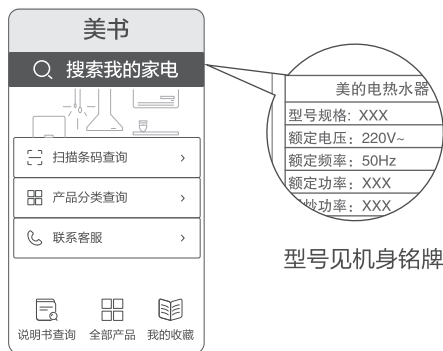 美书
搜索我的家电
扫描条码查询
产品分类查询
联系客服
说明书查询 全部产品 我的收藏
美的电热水器
型号规格: XXX
额定电压：220V~
额定频率：50Hz
额定功率：XXX
功率：XXX
型号见机身铭牌